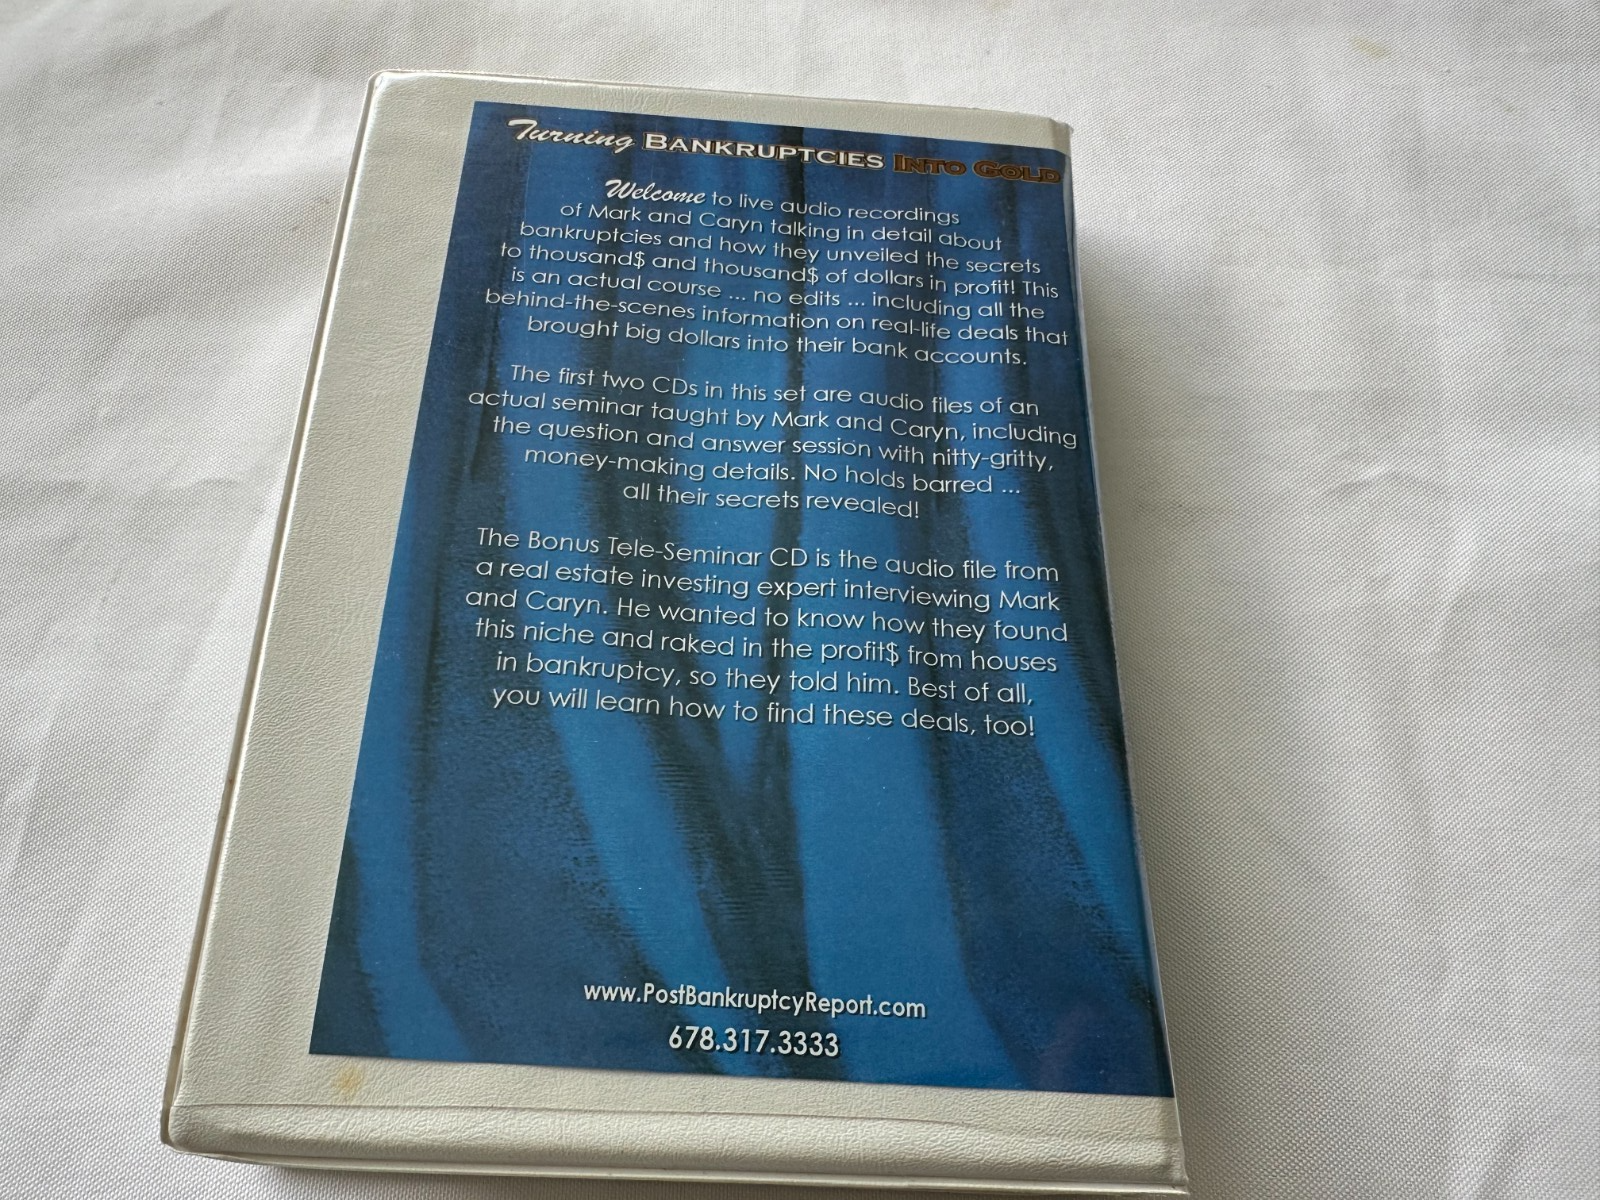 Turning BANKRUPTCIES INTO GOLD
Welcome to live audio recordings
of Mark and Caryn talking in detail about
bankruptcies and how they unveiled the secrets
to thousand$ and thousand$ of dollars in profit! This
is an actual course ... no edits ... including all the
behind-the-scenes information on real-life deals that
brought big dollars into their bank accounts.
The first two CDs in this set are audio files of an
actual seminar taught by Mark and Caryn, including
the question and answer session with nitty-gritty,
money-making details. No holds barred ...
all their secrets revealed!
The Bonus Tele-Seminar CD is the audio file from
a real estate investing expert interviewing Mark
and Caryn. He wanted to know how they found
this niche and raked in the profit$ from houses
in bankruptcy, so they told him. Best of all,
you will learn how to find these deals, too!
www.PostBankruptcyReport.com
678.317.3333